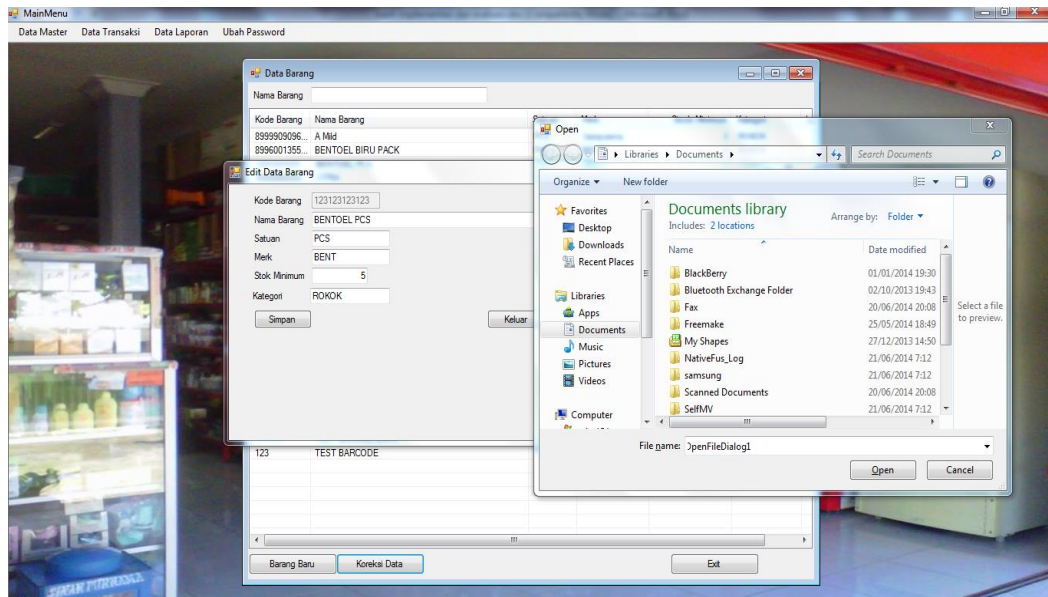 MainMenu
Data Master Data Transaksi Data Laporan Ubah Password
Data Barang
Nama Barang
Kode Barang Nama Barang
8999909096... A Mild
8996001355... BENTOEL BIRU PACK
Edit Data Barang
Kode Barang 123123123123
Nama Barang BENTOEL PCS
Satuan PCS
Merk BENT
Stok Minimum 5
Kategori ROKOK
Simpan Keluar
123 TEST BARCODE
Barang Baru Koreksi Data Exit
Open
Libraries Documents Search Documents
Organize New folder
Favorites
Desktop
Downloads
Recent Places
Libraries
Apps
Documents
Music
Pictures
Videos
Computer
Documents library
Includes: 2 locations
Arrange by: Folder
Name Date modified
BlackBerry 01/01/2014 19:30
Bluetooth Exchange Folder 02/10/2013 19:43
Fax 20/06/2014 20:08
Freemake 25/05/2014 18:49
My Shapes 27/12/2013 14:50
NativeFus_Log 21/06/2014 7:12
samsung 21/06/2014 7:12
Scanned Documents 20/06/2014 20:08
SelfMV 21/06/2014 7:12
Select a file
to preview.
File name: OpenFileDialog1
Open Cancel